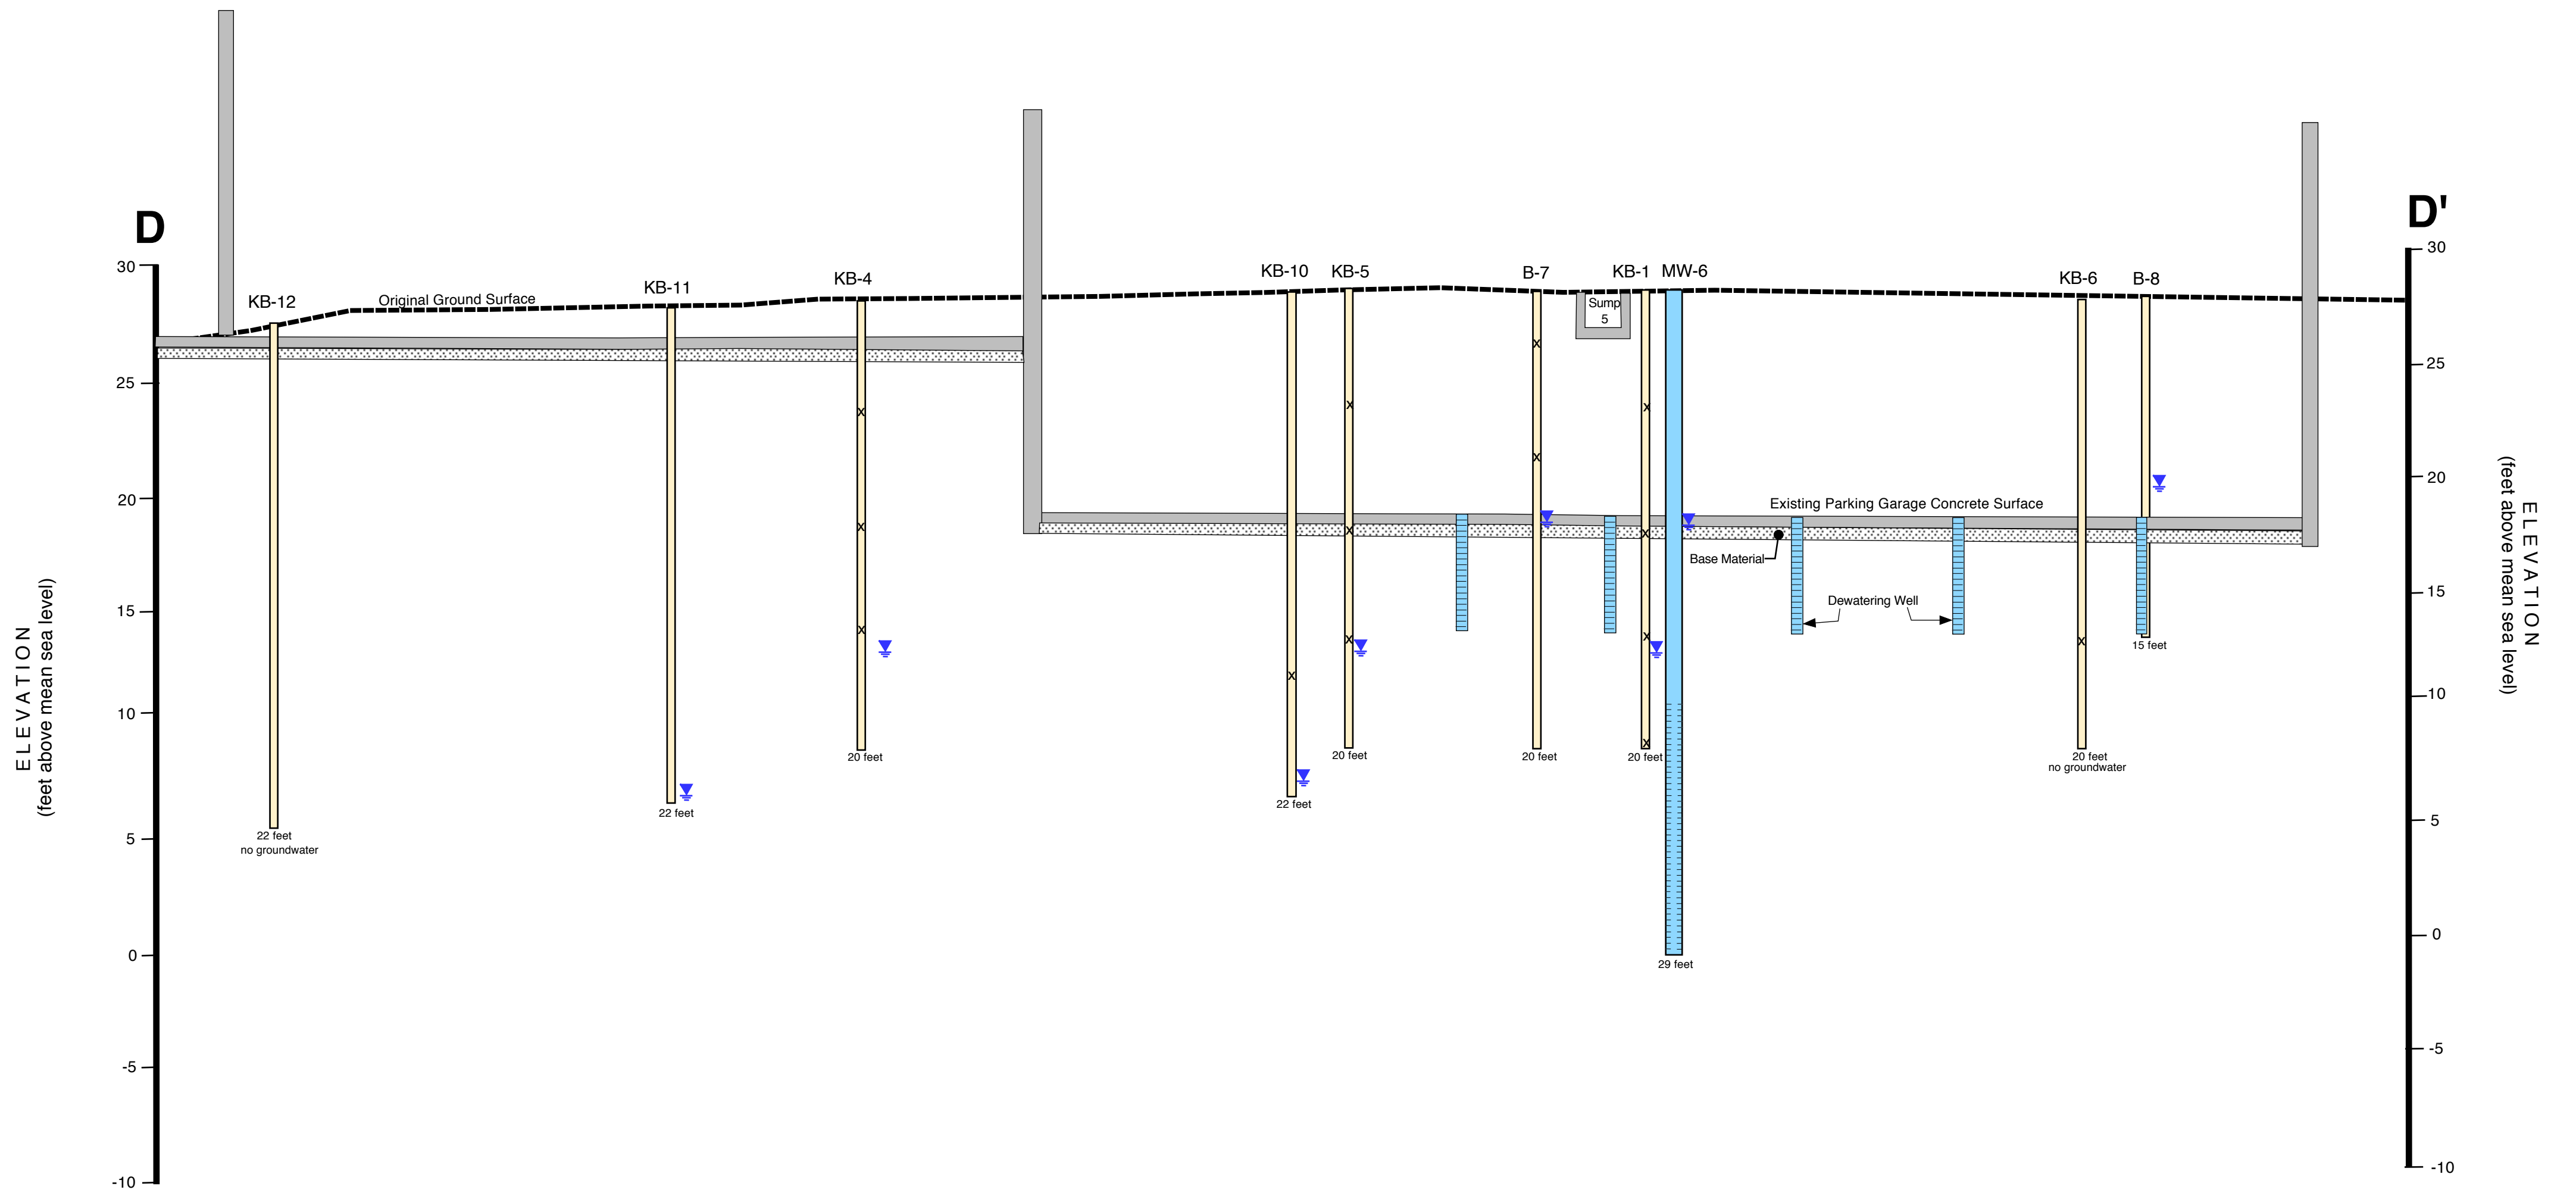 D
D'
30
30
KB-12
Original Ground Surface
KB-11
KB-4
KB-10
KB-5
B-7
KB-1
MW-6
KB-6
B-8
Sump
5
25
25
x
x
x
x
x
20
20
Existing Parking Garage Concrete Surface
x
x
x
Base Material
15
15
Dewatering Well
x
x
x
x
15 feet
x
10
10
x
20 feet
20 feet
20 feet
20 feet
20 feet
no groundwater
22 feet
22 feet
22 feet
no groundwater
5
5
0
0
29 feet
-5
-5
-10
-10
ELEVATION
(feet above mean sea level)
ELEVATION
(feet above mean sea level)